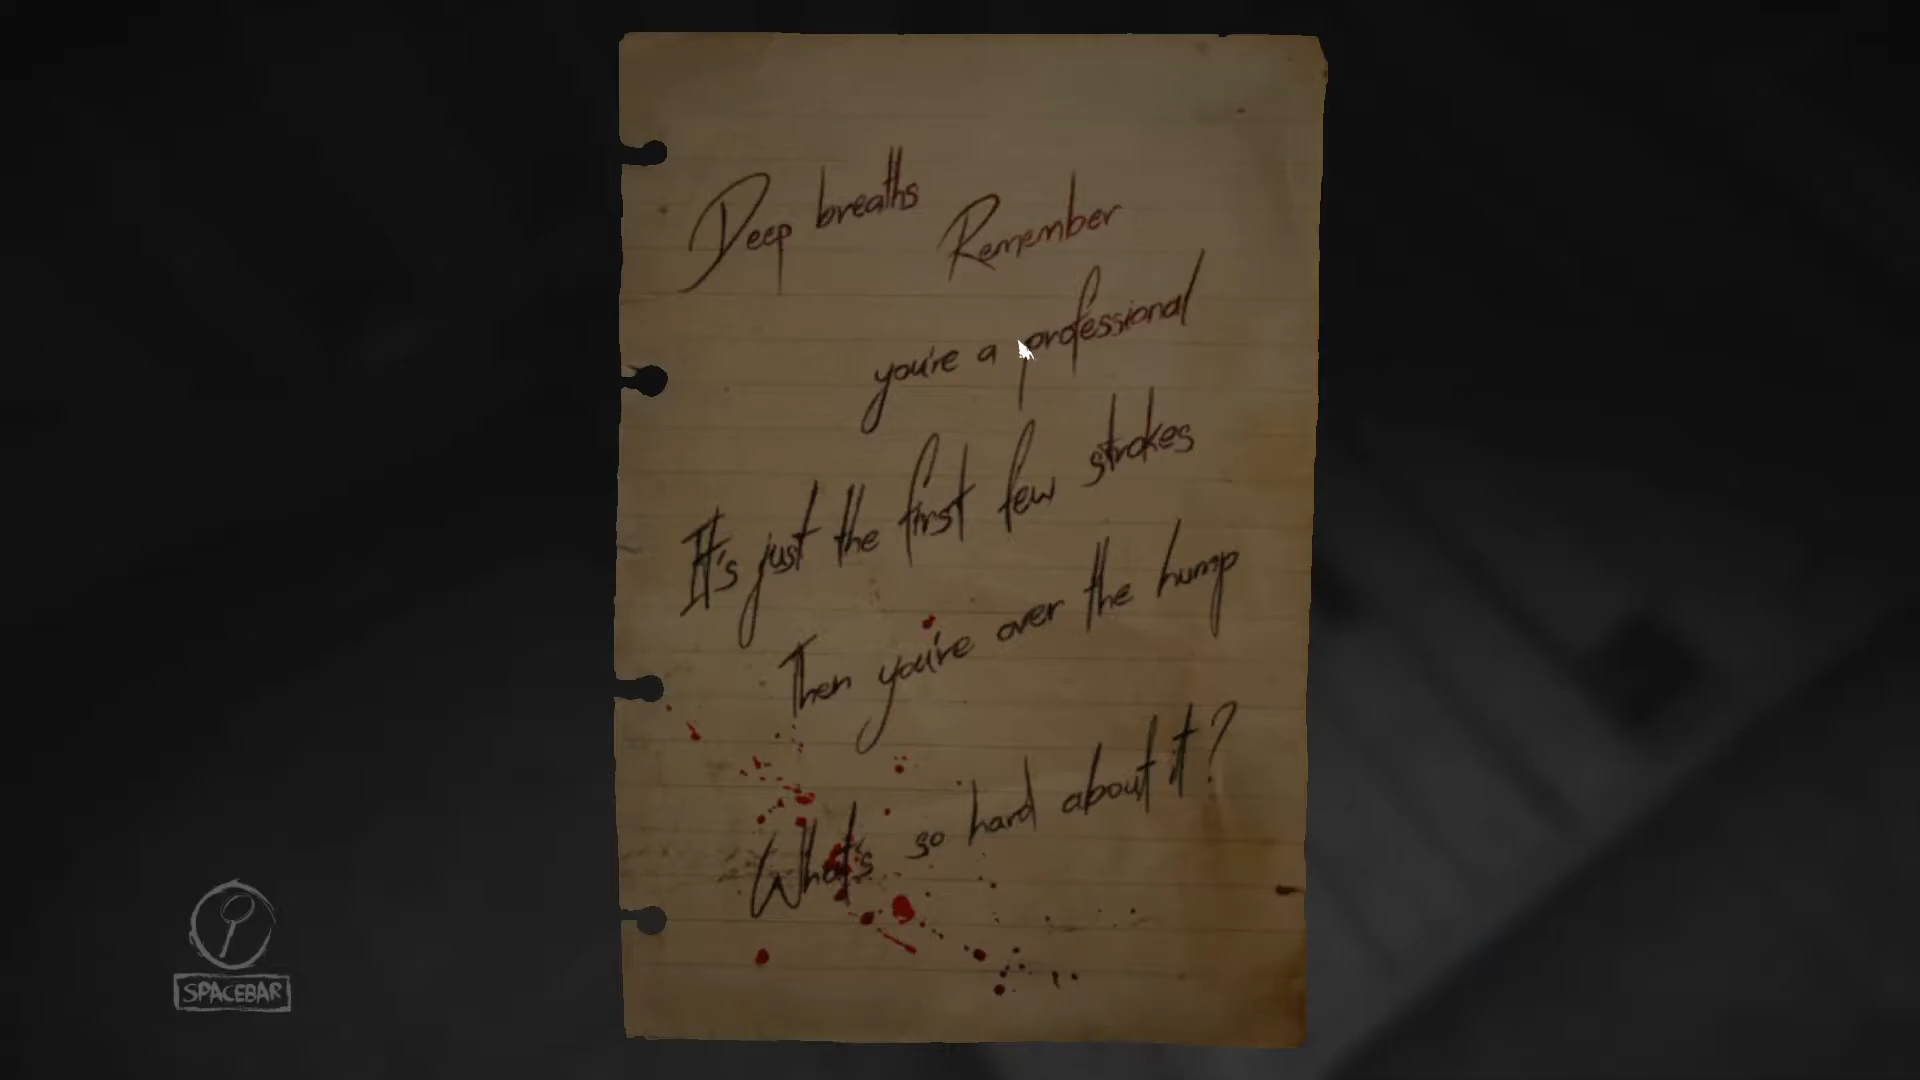 Deep breaths Remember
you're a professional
It's just the first few strokes
Then you're over the hump
What's so hard about it?
SPACEBAR